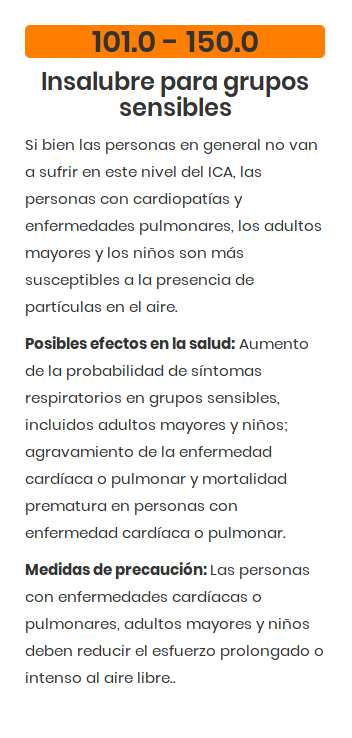 101.0 - 150.0
Insalubre para grupos
sensibles
Si bien las personas en general no van
a sufrir en este nivel del ICA, las
personas con cardiopatías y
enfermedades pulmonares, los adultos
mayores y los niños son más
susceptibles a la presencia de
partículas en el aire.
Posibles efectos en la salud: Aumento
de la probabilidad de síntomas
respiratorios en grupos sensibles,
incluidos adultos mayores y niños;
agravamiento de la enfermedad
cardíaca o pulmonar y mortalidad
prematura en personas con
enfermedad cardíaca o pulmonar.
Medidas de precaución: Las personas
con enfermedades cardíacas o
pulmonares, adultos mayores y niños
deben reducir el esfuerzo prolongado o
intenso al aire libre..